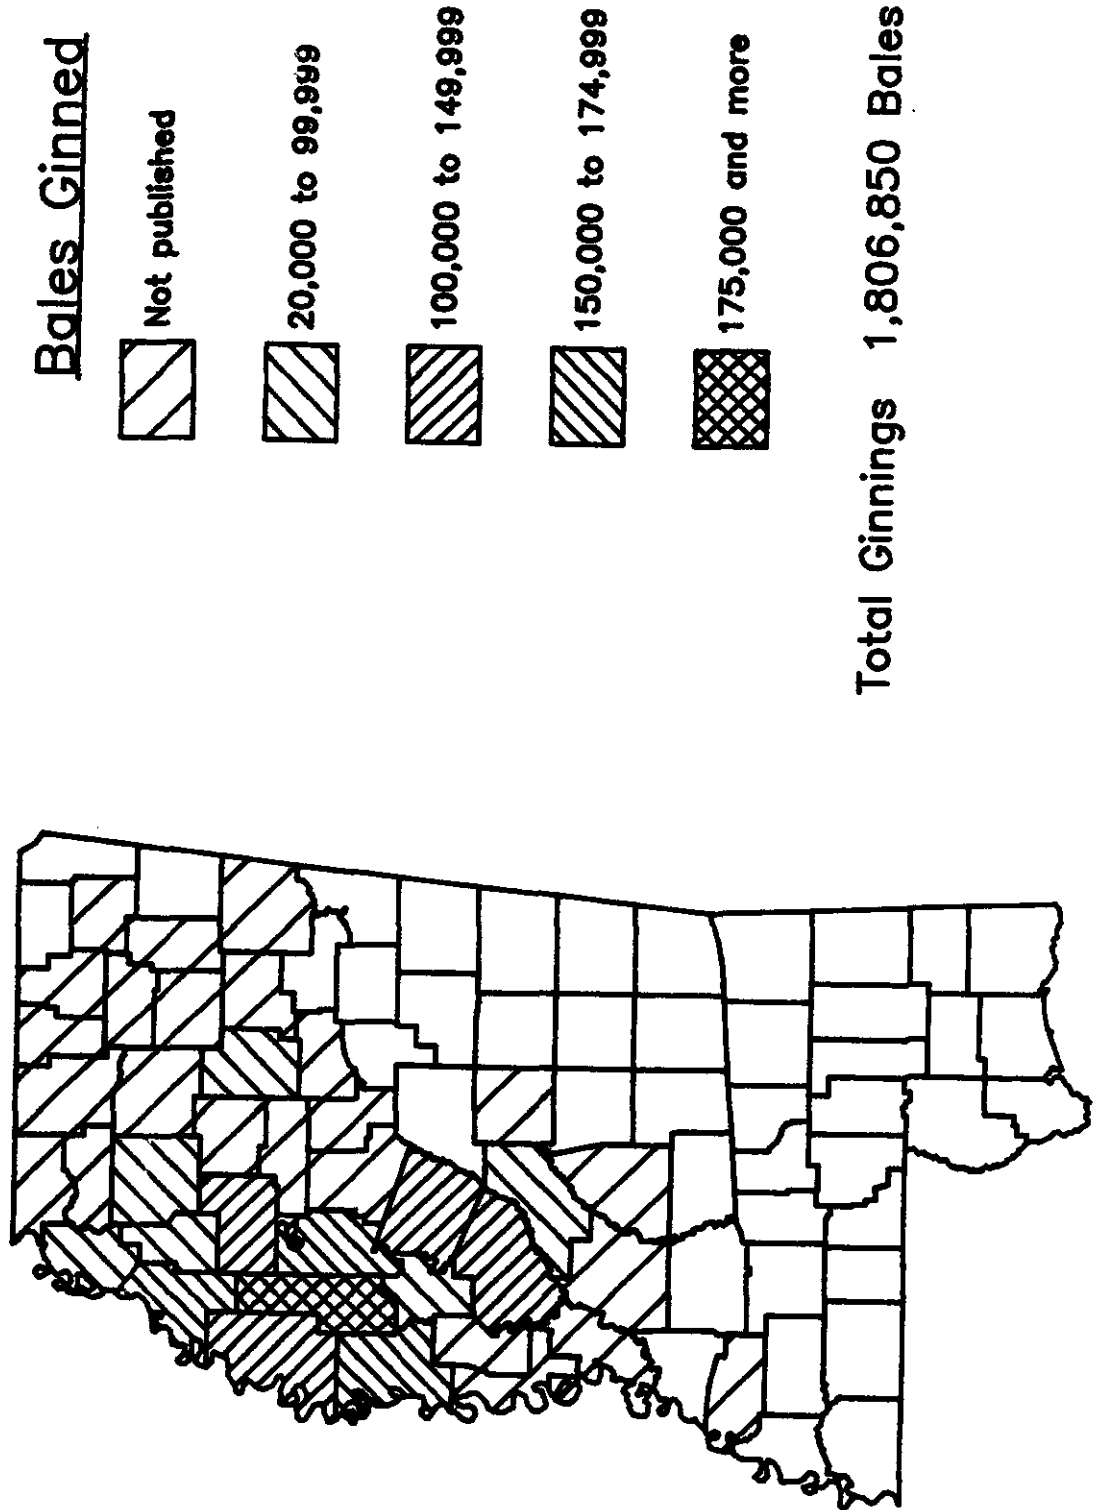 Bales Ginned
Not published
20,000 to 99,999
100,000 to 149,999
150,000 to 174,999
175,000 and more
Total Ginnings 1,806,850 Bales